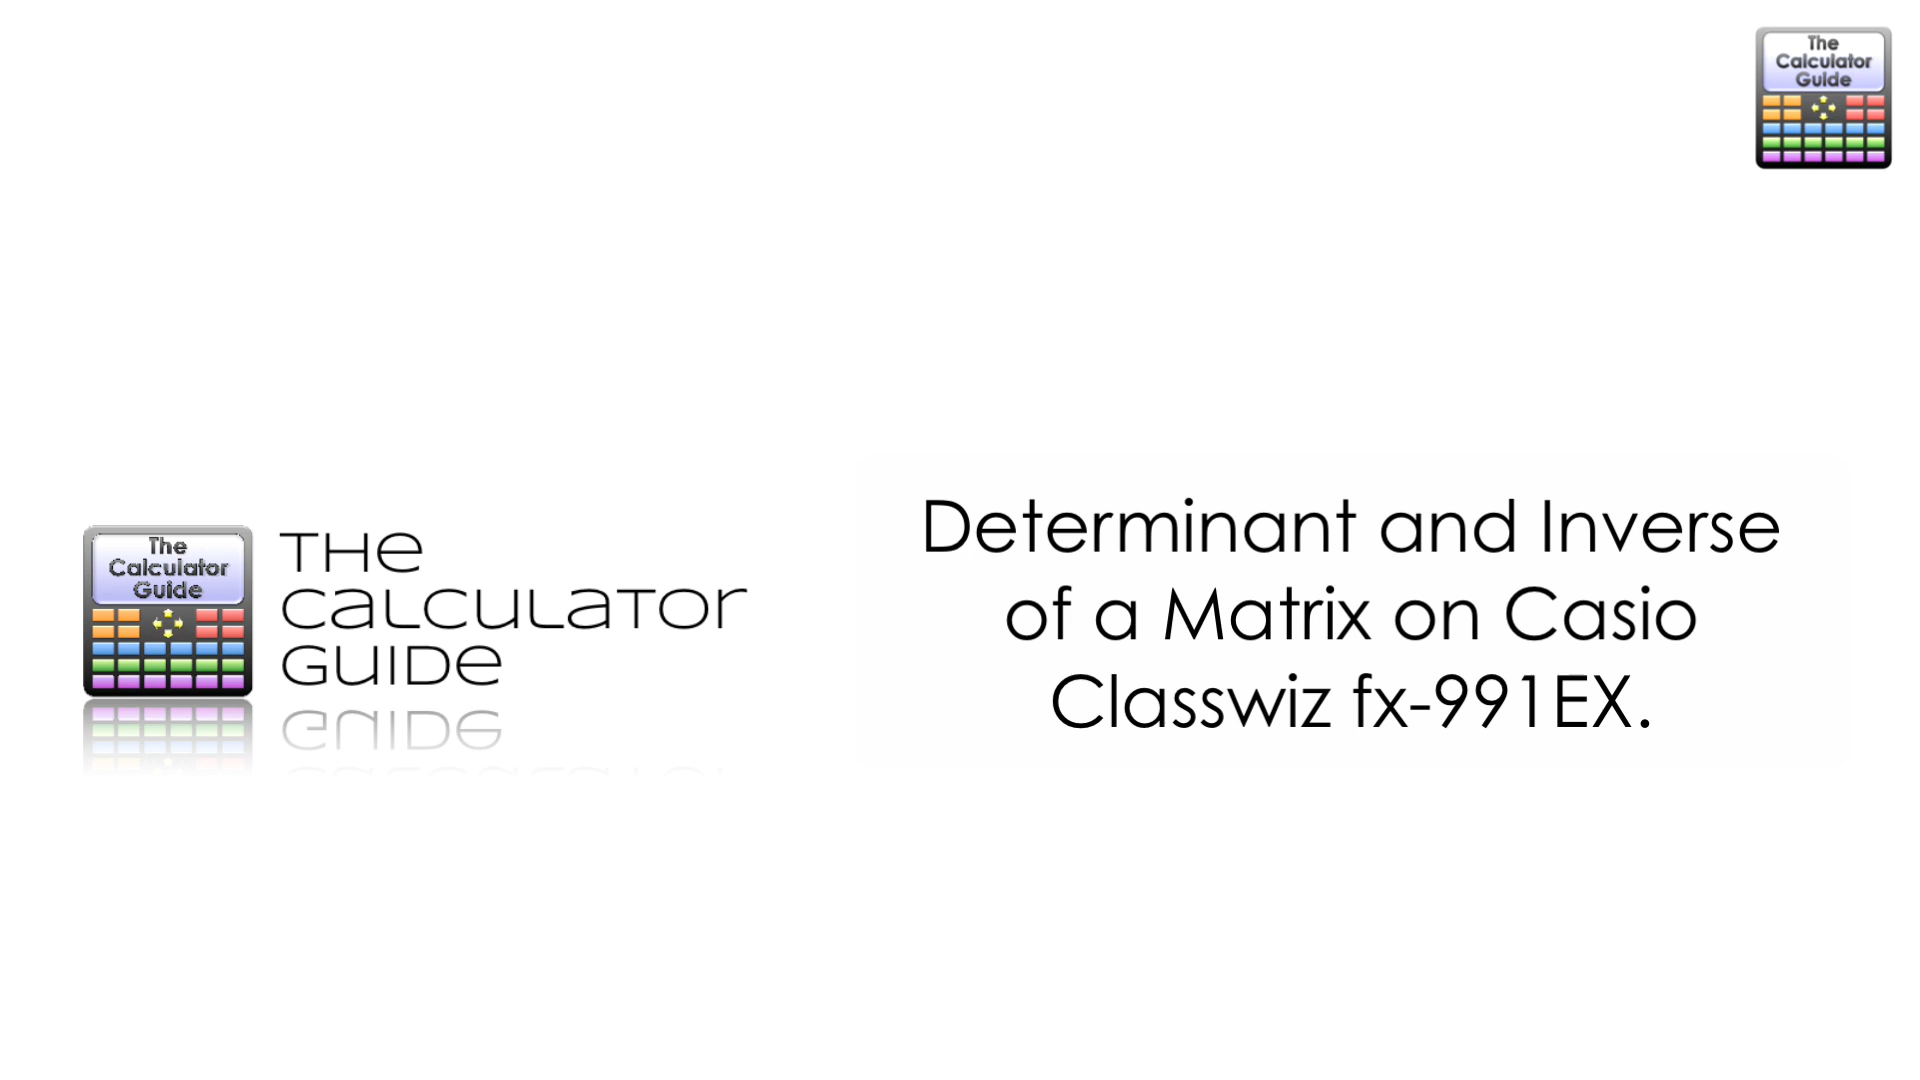 The
Calculator
Guide
The
Calculator
Guide
THe
CaLCULaTOr
GUIDe
Determinant and Inverse
of a Matrix on Casio
Classwiz fx-991EX.